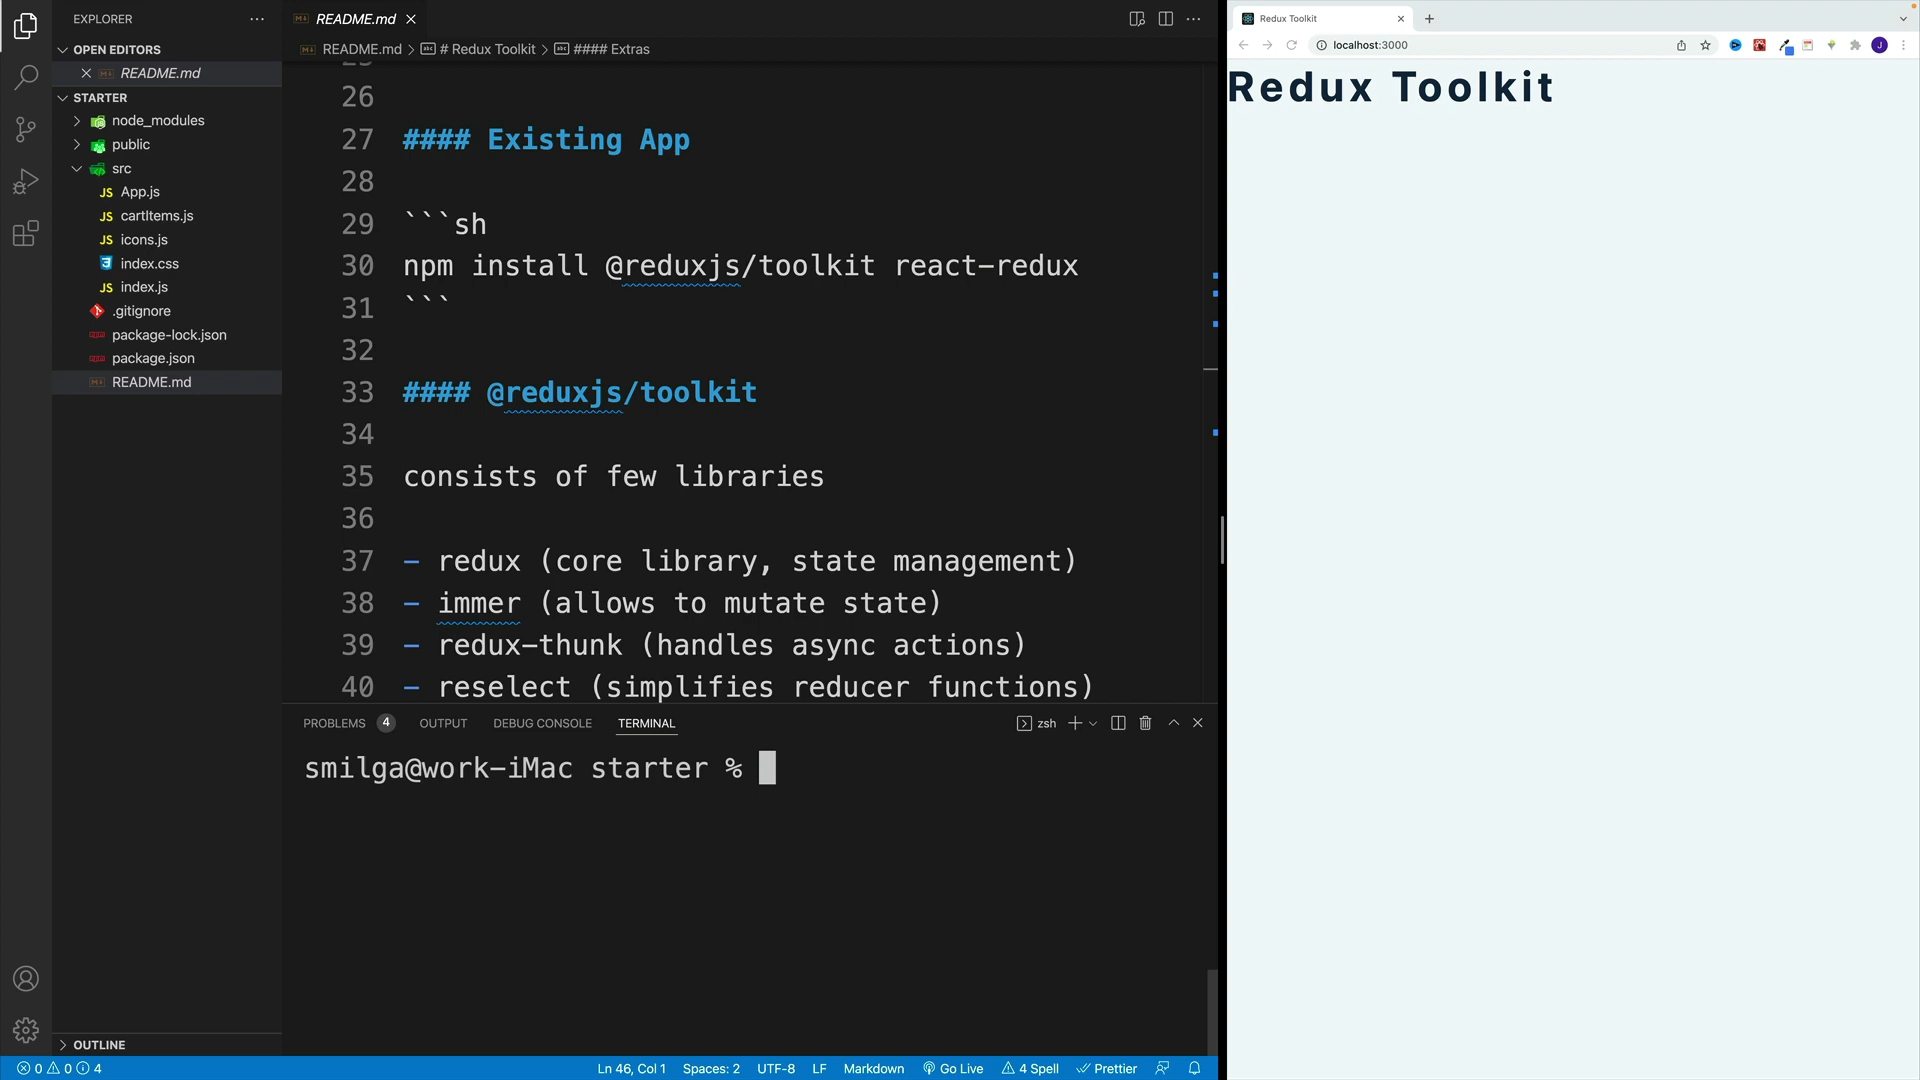 EXPLORER
OPEN EDITORS
README.md
STARTER
node_modules
public
src
JS App.js
JS cartItems.js
JS icons.js
index.css
JS index.js
.gitignore
package-lock.json
package.json
README.md
OUTLINE
README.md
README.md > # Redux Toolkit > #### Extras
26
27 #### Existing App
28
29 ```sh
30 npm install @reduxjs/toolkit react-redux
31 ```
32
33 #### @reduxjs/toolkit
34
35 consists of few libraries
36
37 - redux (core library, state management)
38 - immer (allows to mutate state)
39 - redux-thunk (handles async actions)
40 - reselect (simplifies reducer functions)
PROBLEMS 4 OUTPUT DEBUG CONSOLE TERMINAL zsh
smilga@work-iMac starter %
0 0 4 Ln 46, Col 1 Spaces: 2 UTF-8 LF Markdown Go Live 4 Spell Prettier
Redux Toolkit
localhost:3000
J
Redux Toolkit